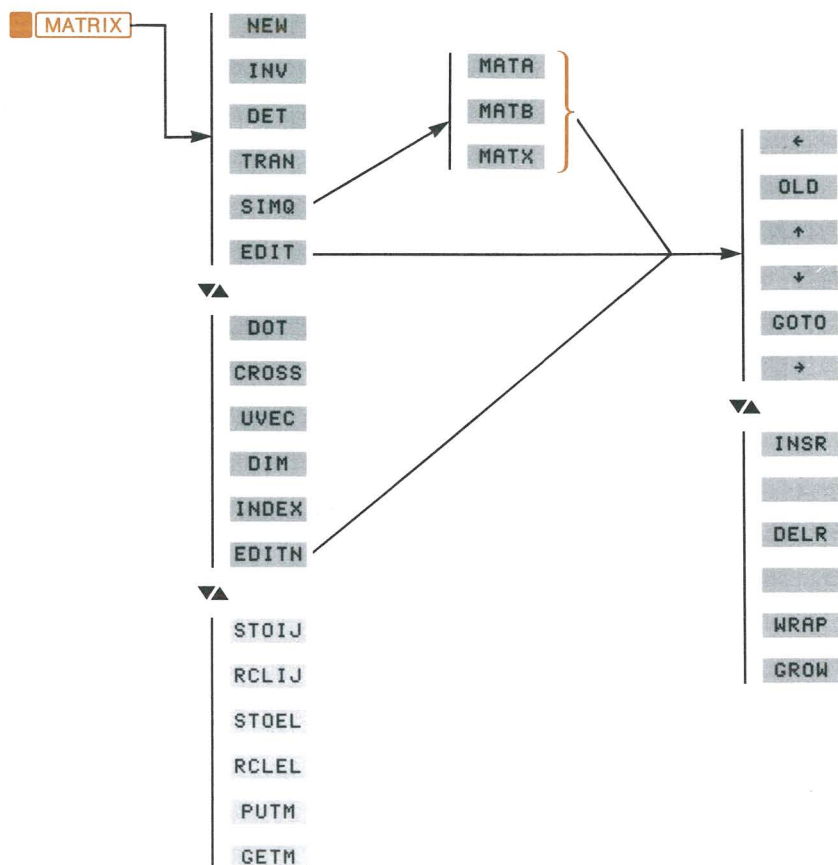 MATRIX
NEW
INV
DET
TRAN
SIMQ
EDIT
DOT
CROSS
UVEC
DIM
INDEX
EDITN
STOIJ
RCLIJ
STOEL
RCLEL
PUTM
GETM
MATA
MATB
MATX
←
OLD
↑
↓
GOTO
→
INSR
DELR
WRAP
GROW